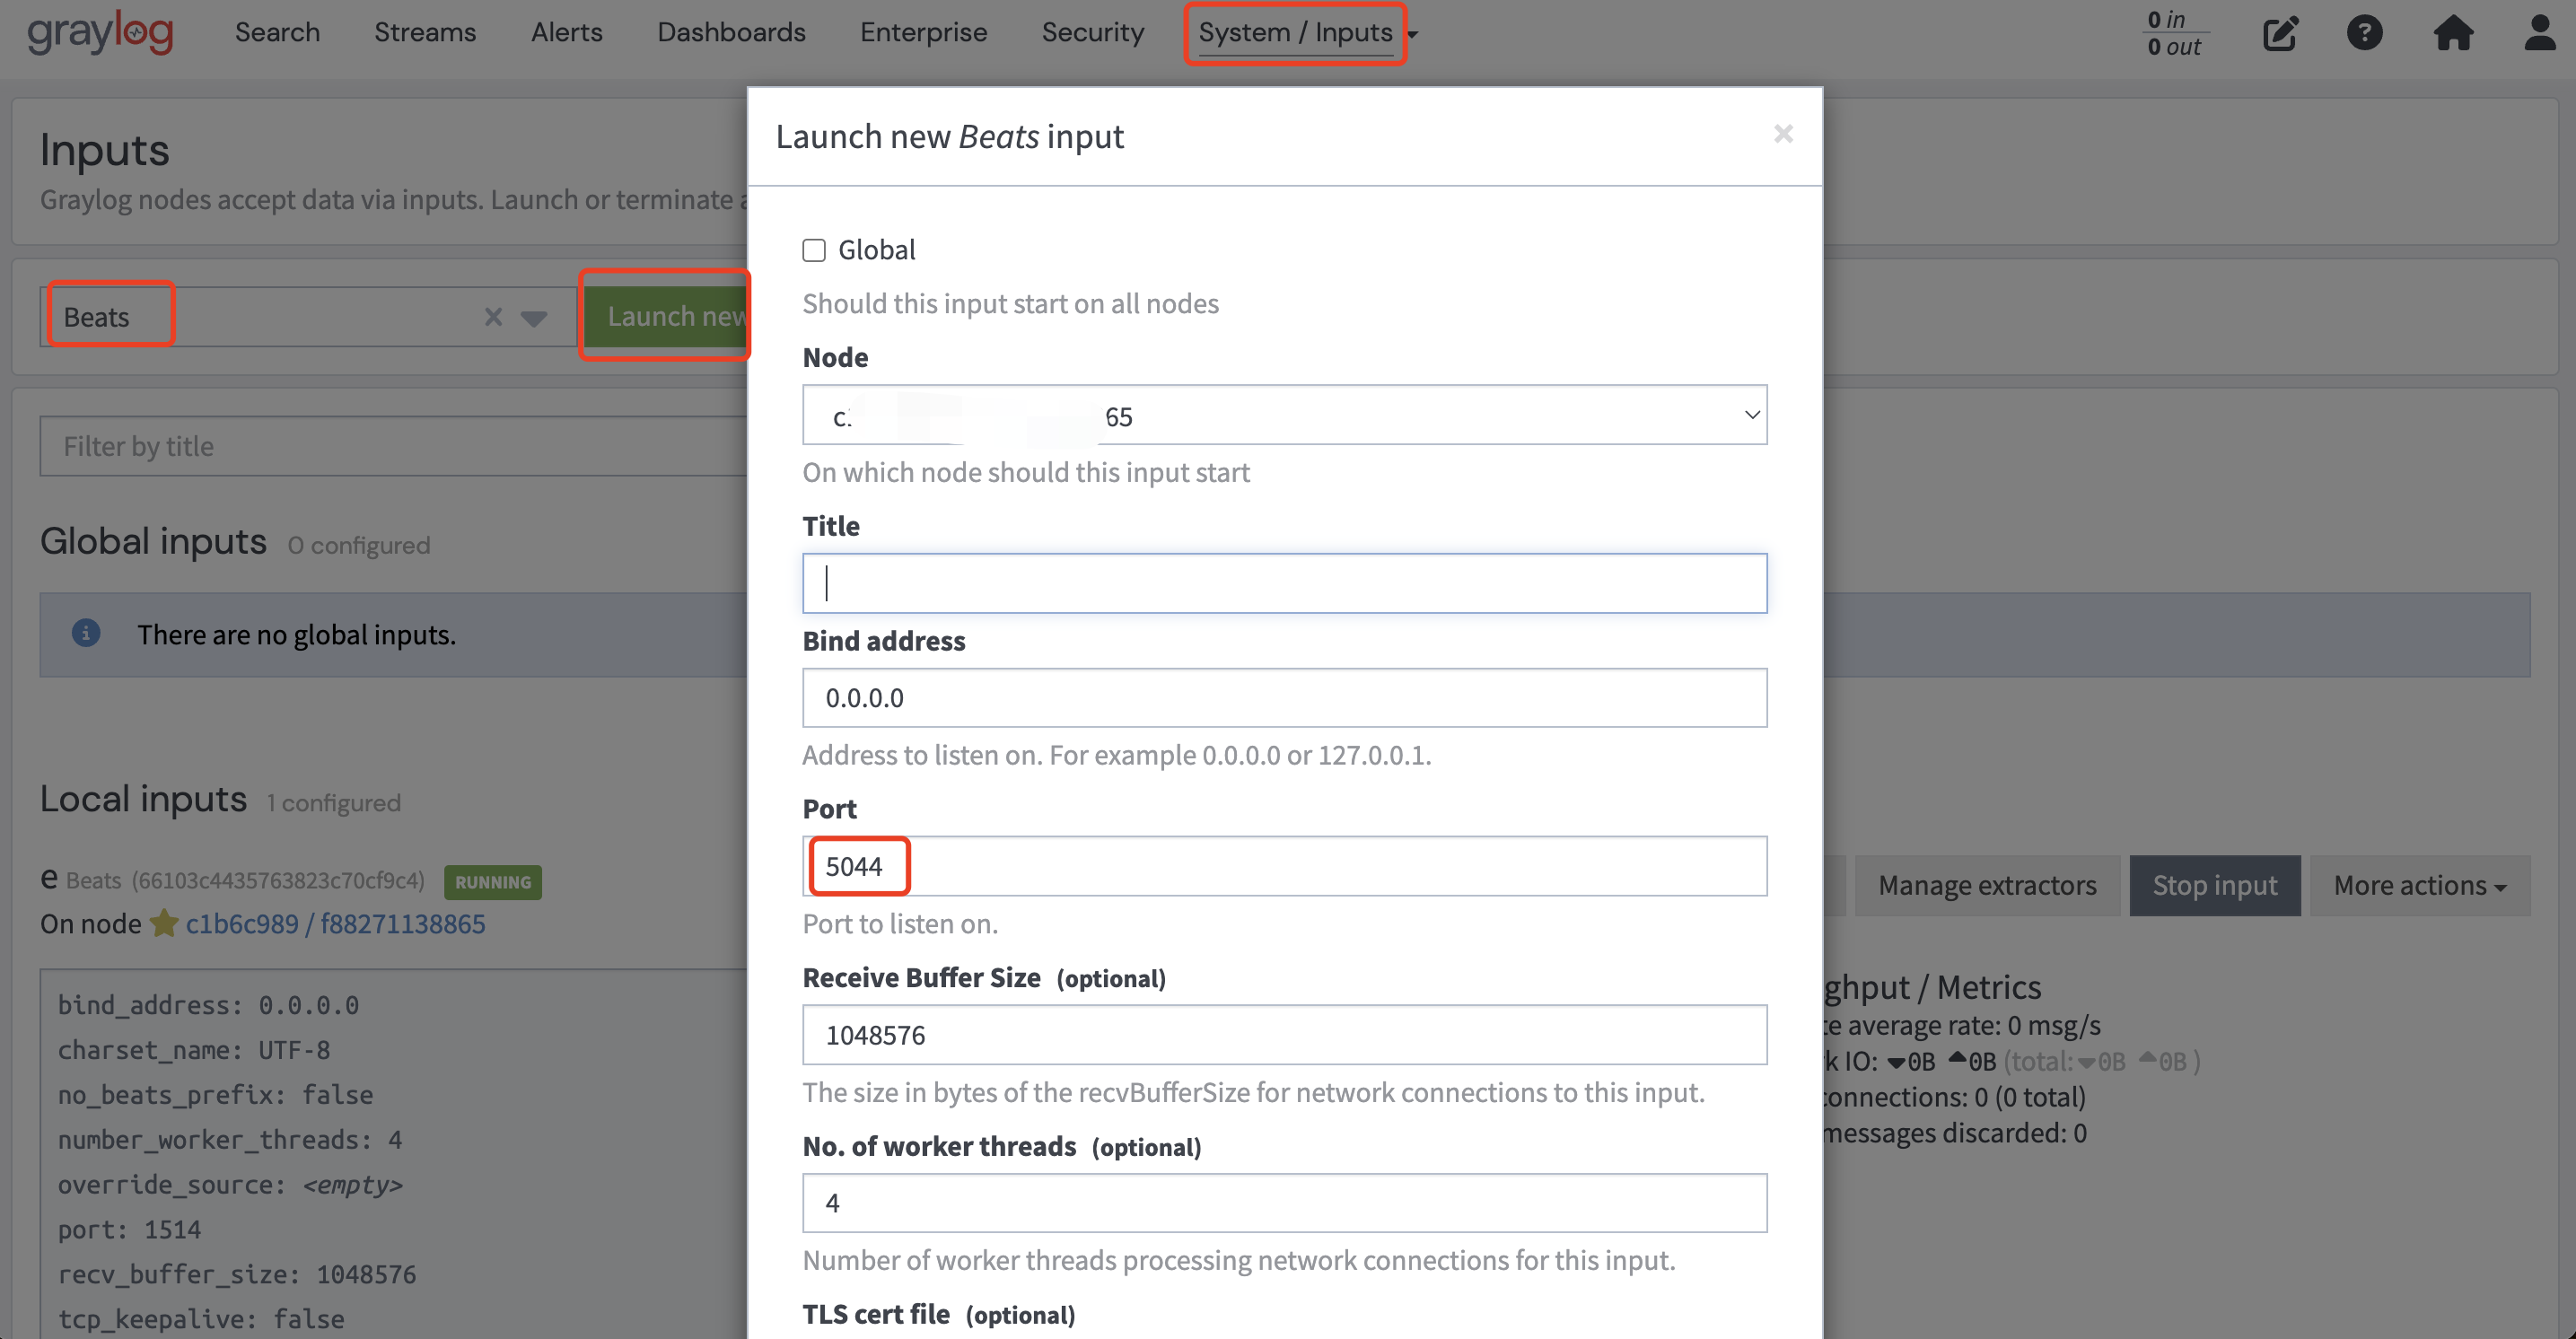 graylog Search Streams Alerts Dashboards Enterprise Security System / Inputs 0 in
0 out
Inputs
Graylog nodes accept data via inputs. Launch or terminate
Beats
Launch new
Filter by title
Global inputs 0 configured
There are no global inputs.
Local inputs 1 configured
e Beats (66103c4435763823c70cf9c4) RUNNING
On node c1b6c989 / f88271138865
bind_address: 0.0.0.0
charset_name: UTF-8
no_beats_prefix: false
number_worker_threads: 4
override_source: <empty>
port: 1514
recv_buffer_size: 1048576
tcp_keepalive: false
Launch new Beats input
Global
Should this input start on all nodes
Node
65
On which node should this input start
Title
Bind address
0.0.0.0
Address to listen on. For example 0.0.0.0 or 127.0.0.1.
Port
5044
Port to listen on.
Receive Buffer Size (optional)
1048576
The size in bytes of the recvBufferSize for network connections to this input.
No. of worker threads (optional)
4
Number of worker threads processing network connections for this input.
TLS cert file (optional)
Manage extractors Stop input More actions
ghput / Metrics
te average rate: 0 msg/s
k IO: 0B 0B (total: 0B 0B )
connections: 0 (0 total)
messages discarded: 0